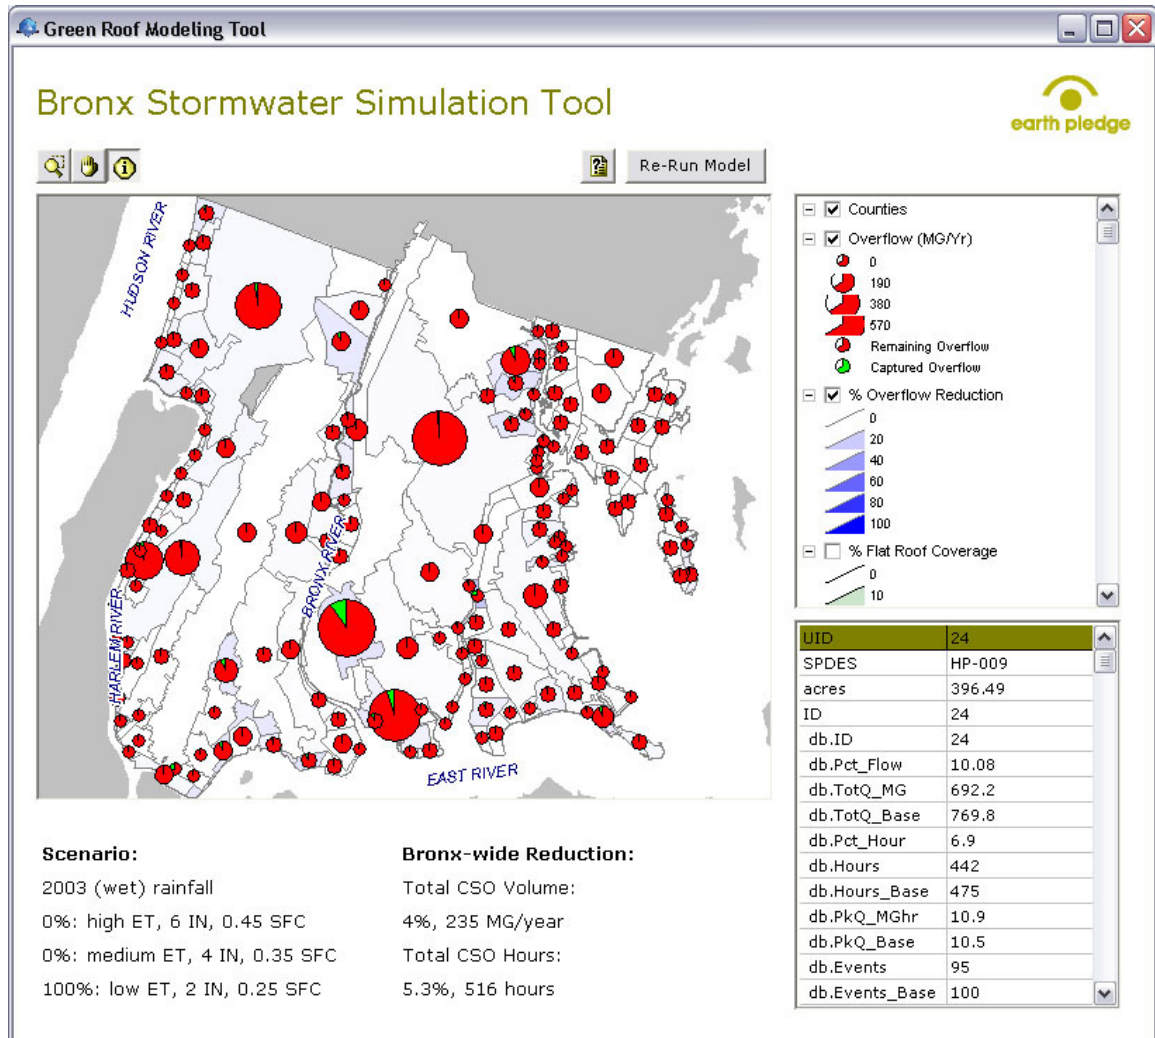 Green Roof Modeling Tool
Bronx Stormwater Simulation Tool
earth pledge
Re-Run Model
HUDSON RIVER
HARLEM RIVER
BRONX RIVER
EAST RIVER
Counties
Overflow (MG/Yr)
0
190
380
570
Remaining Overflow
Captured Overflow
% Overflow Reduction
0
20
40
60
80
100
% Flat Roof Coverage
0
10
UID 24
SPDES HP-009
acres 396.49
ID 24
db.ID 24
db.Pct_Flow 10.08
db.TotQ_MG 692.2
db.TotQ_Base 769.8
db.Pct_Hour 6.9
db.Hours 442
db.Hours_Base 475
db.PkQ_MGhr 10.9
db.PkQ_Base 10.5
db.Events 95
db.Events_Base 100
Scenario:
2003 (wet) rainfall
0%: high ET, 6 IN, 0.45 SFC
0%: medium ET, 4 IN, 0.35 SFC
100%: low ET, 2 IN, 0.25 SFC
Bronx-wide Reduction:
Total CSO Volume:
4%, 235 MG/year
Total CSO Hours:
5.3%, 516 hours